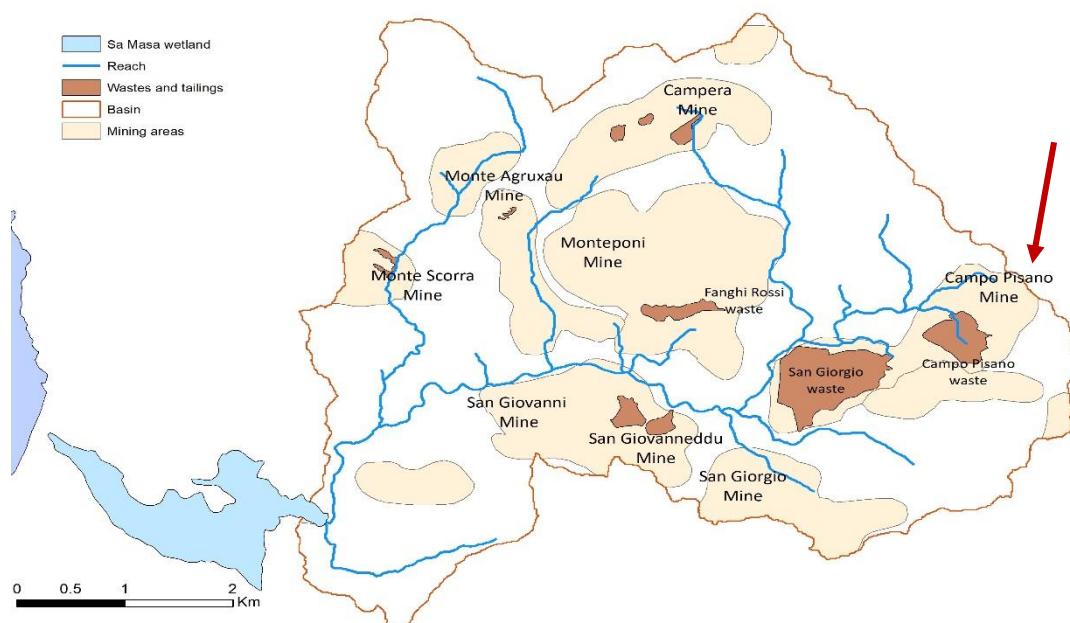 Sa Masa wetland
Reach
Wastes and tailings
Basin
Mining areas
Campera
Mine
Monte Agruxau
Mine
Monteponi
Mine
Monte Scorra
Mine
Campo Pisano
Mine
Fanghi Rossi
waste
San Giorgio
waste
Campo Pisano
waste
San Giovanni
Mine
San Giovanneddu
Mine
San Giorgio
Mine
0 0.5 1 2
Km